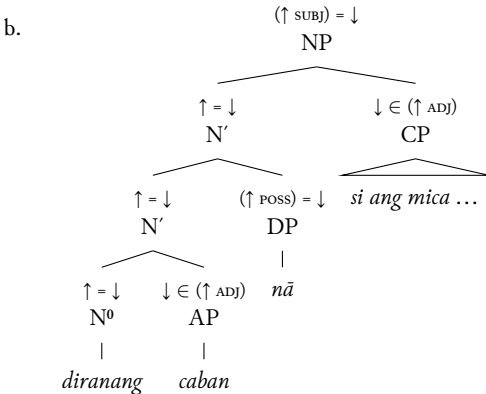 b.
(↑ SUBJ) = ↓
NP
↑ = ↓ ↓ ∈ (↑ ADJ)
N′ CP
↑ = ↓ (↑ POSS) = ↓ si ang mica …
N′ DP
↑ = ↓ ↓ ∈ (↑ ADJ) nā
N⁰ AP
diranang caban